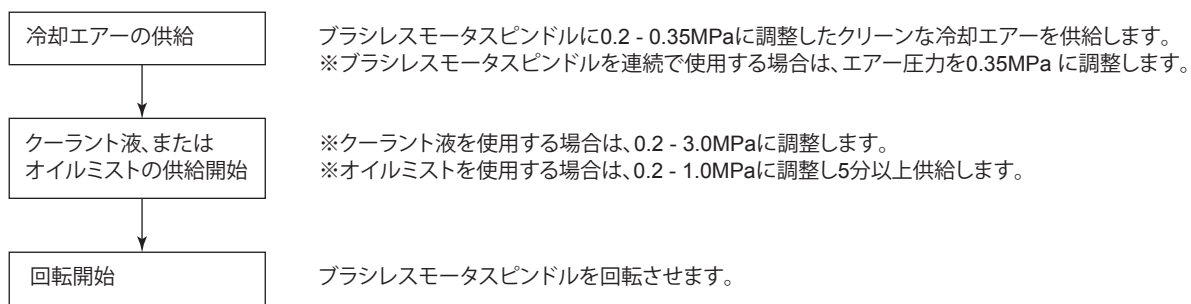 冷却エアーの供給
ブラシレスモータスピンドルに0.2 - 0.35MPaに調整したクリーンな冷却エアーを供給します。
※ブラシレスモータスピンドルを連続で使用する場合は、エアー圧力を0.35MPa に調整します。
クーラント液、または
オイルミストの供給開始
※クーラント液を使用する場合は、0.2 - 3.0MPaに調整します。
※オイルミストを使用する場合は、0.2 - 1.0MPaに調整し5分以上供給します。
回転開始
ブラシレスモータスピンドルを回転させます。